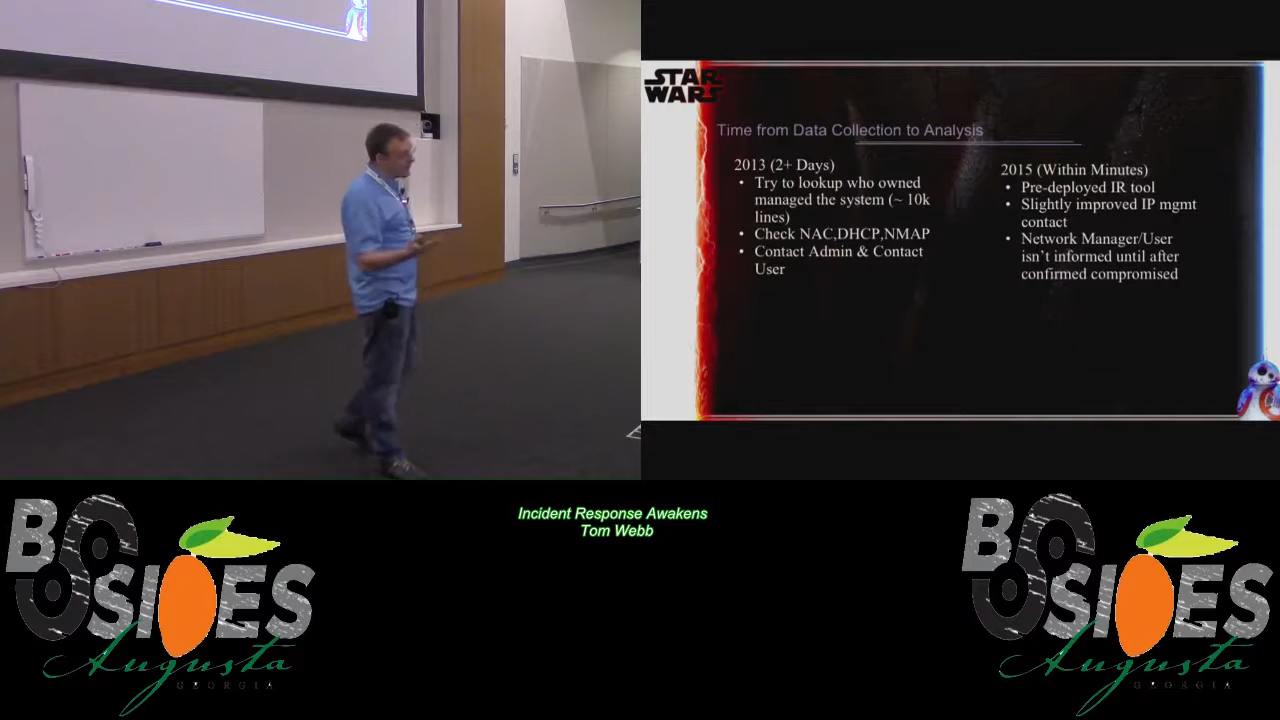 STAR
WARS
Time from Data Collection to Analysis
2013 (2+ Days)
• Try to lookup who owned
managed the system (~ 10k
lines)
• Check NAC,DHCP,NMAP
• Contact Admin & Contact
User
2015 (Within Minutes)
• Pre-deployed IR tool
• Slightly improved IP mgmt
contact
• Network Manager/User
isn't informed until after
confirmed compromised
Incident Response Awakens
Tom Webb
BSIDES
Augusta
GEORGIA
BSIDES
Augusta
GEORGIA